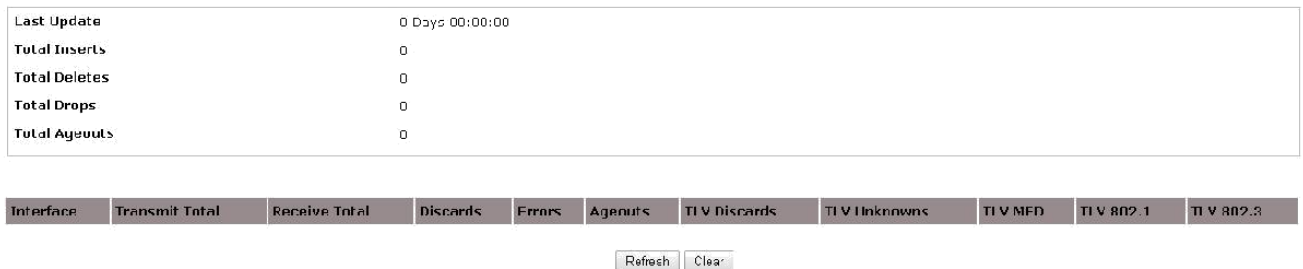 Last Update 0 Days 00:00:00
Total Inserts 0
Total Deletes 0
Total Drops 0
Total Ageouts 0
Interface Transmit Total Receive Total Discards Errors Ageouts TLV Discards TLV Unknowns TLV MED TLV 802.1 TLV 802.3
Refresh Clear